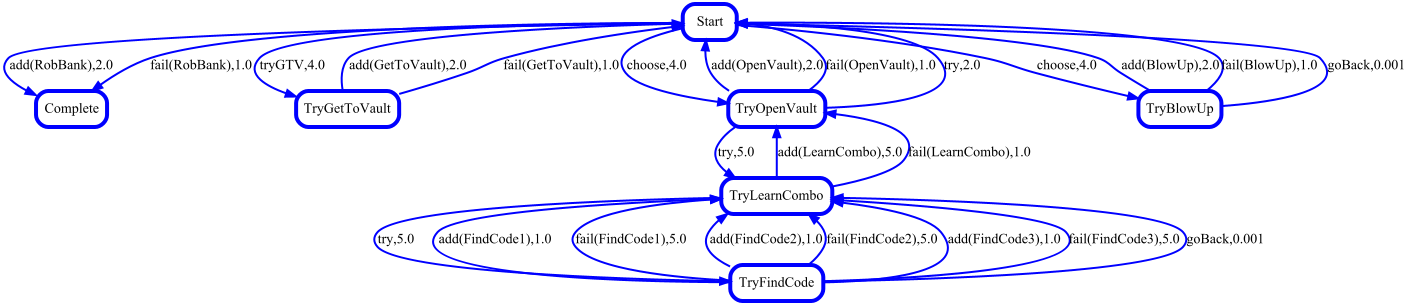 Start
add(RobBank),2.0
fail(RobBank),1.0
tryGTV,4.0
add(GetToVault),2.0
fail(GetToVault),1.0
choose,4.0
add(OpenVault),2.0
fail(OpenVault),1.0
try,2.0
choose,4.0
add(BlowUp),2.0
fail(BlowUp),1.0
goBack,0.001
Complete
TryGetToVault
TryOpenVault
TryBlowUp
try,5.0
add(LearnCombo),5.0
fail(LearnCombo),1.0
TryLearnCombo
try,5.0
add(FindCode1),1.0
fail(FindCode1),5.0
add(FindCode2),1.0
fail(FindCode2),5.0
add(FindCode3),1.0
fail(FindCode3),5.0
goBack,0.001
TryFindCode